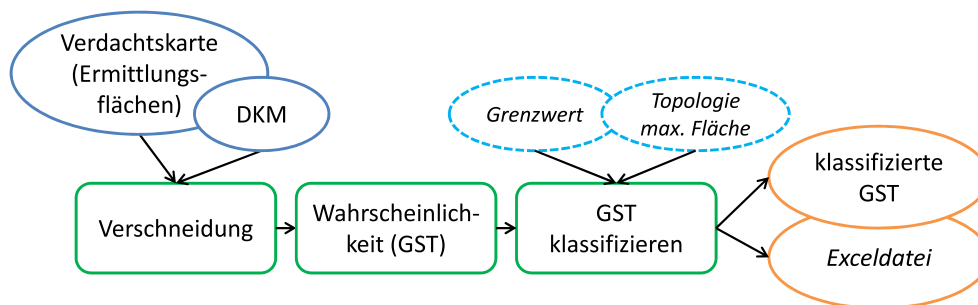 Verdachtskarte
(Ermittlungs-
flächen)
DKM
Grenzwert
Topologie
max. Fläche
Verschneidung
Wahrscheinlich-
keit (GST)
GST
klassifizieren
klassifizierte
GST
Exceldatei